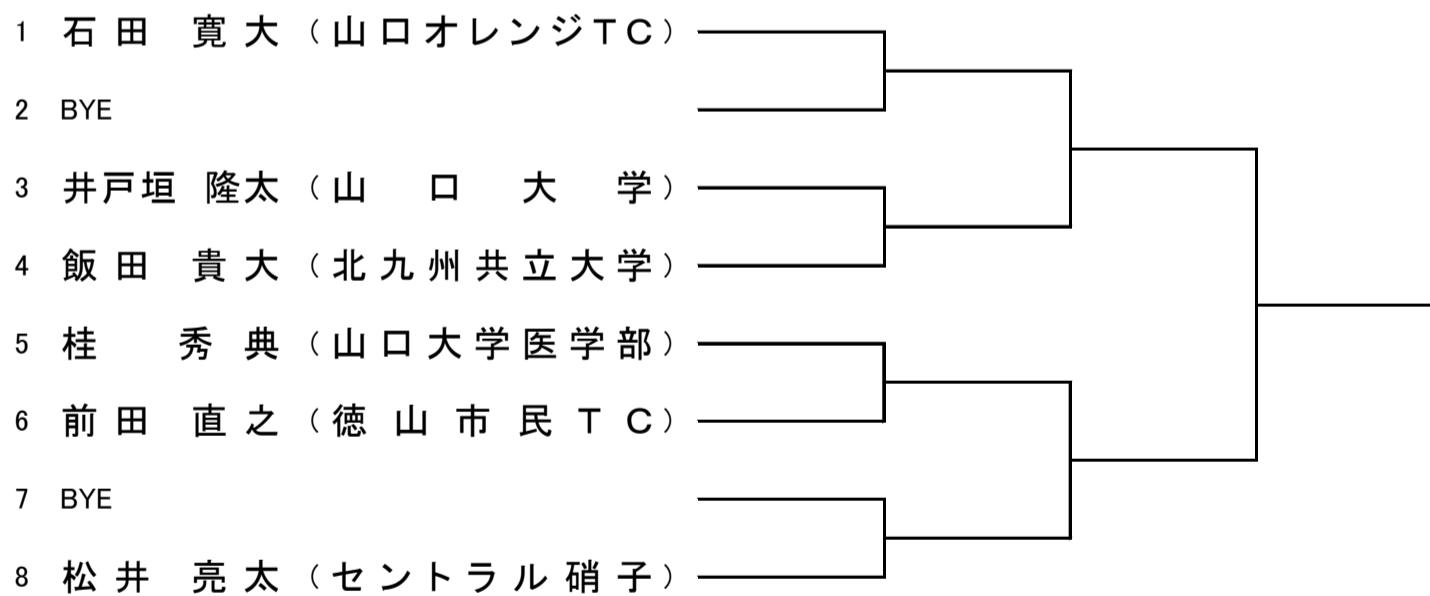 1 石田 寛大（山口オレンジTC）
2 BYE
3 井戸垣 隆太（山口大学）
4 飯田 貴大（北九州共立大学）
5 桂 秀典（山口大学医学部）
6 前田 直之（徳山市民TC）
7 BYE
8 松井 亮太（セントラル硝子）